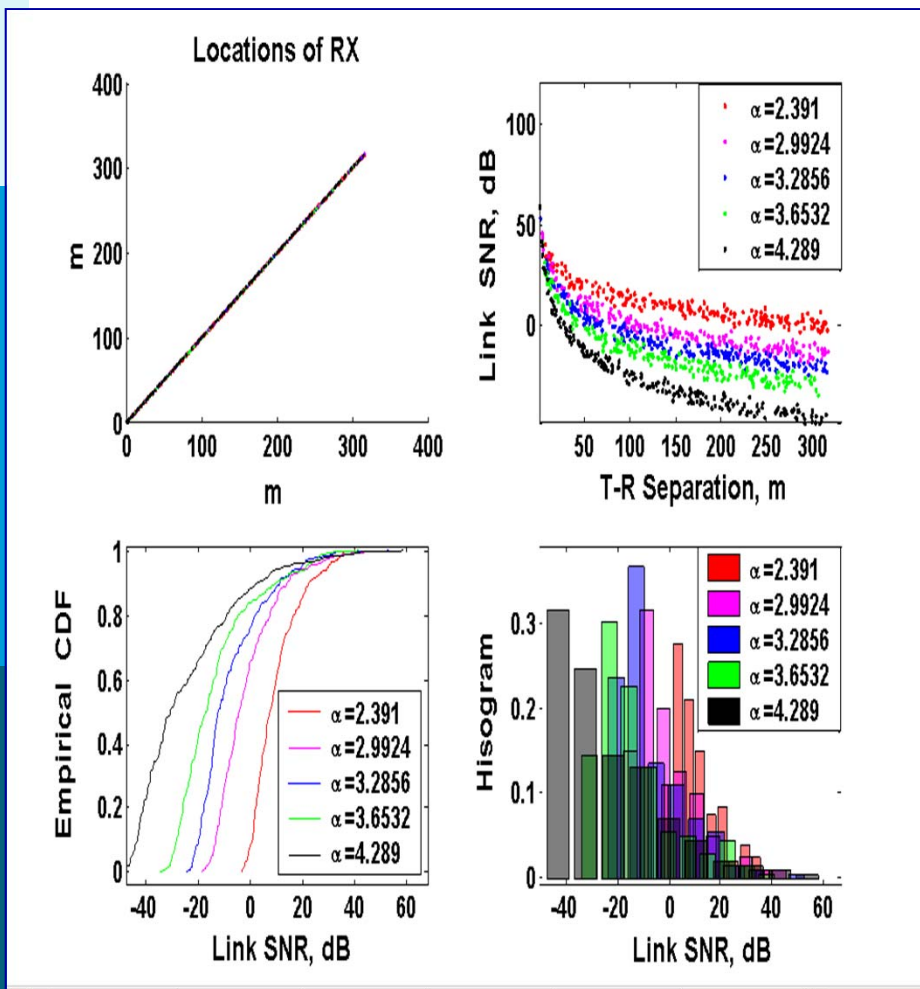 Locations of RX
400
300
200
100
0
m
0 100 200 300 400
m
100
50
0
Link SNR, dB
50 100 150 200 250 300
T-R Separation, m
α=2.391
α=2.9924
α=3.2856
α=3.6532
α=4.289
1
0.8
0.6
0.4
0.2
0
Empirical CDF
-40 -20 0 20 40 60
Link SNR, dB
α=2.391
α=2.9924
α=3.2856
α=3.6532
α=4.289
0.3
0.2
0.1
0
Hisogram
-40 -20 0 20 40 60
Link SNR, dB
α=2.391
α=2.9924
α=3.2856
α=3.6532
α=4.289